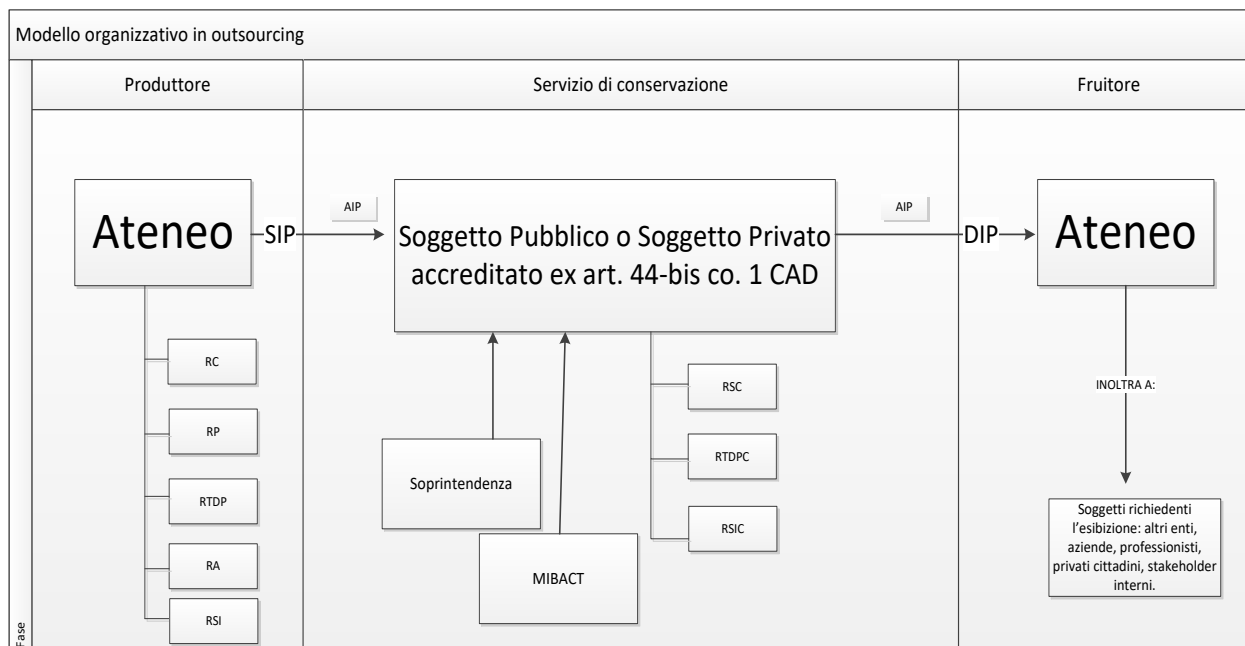 Modello organizzativo in outsourcing
Produttore
Servizio di conservazione
Fruitore
Ateneo
SIP
AIP
Soggetto Pubblico o Soggetto Privato
accreditato ex art. 44-bis co. 1 CAD
AIP
DIP
Ateneo
RC
RP
RTDP
RA
RSI
Soprintendenza
MIBACT
RSC
RTDPC
RSIC
INOLTRA A:
Soggetti richiedenti
l’esibizione: altri enti,
aziende, professionisti,
privati cittadini, stakeholder
interni.
Fase